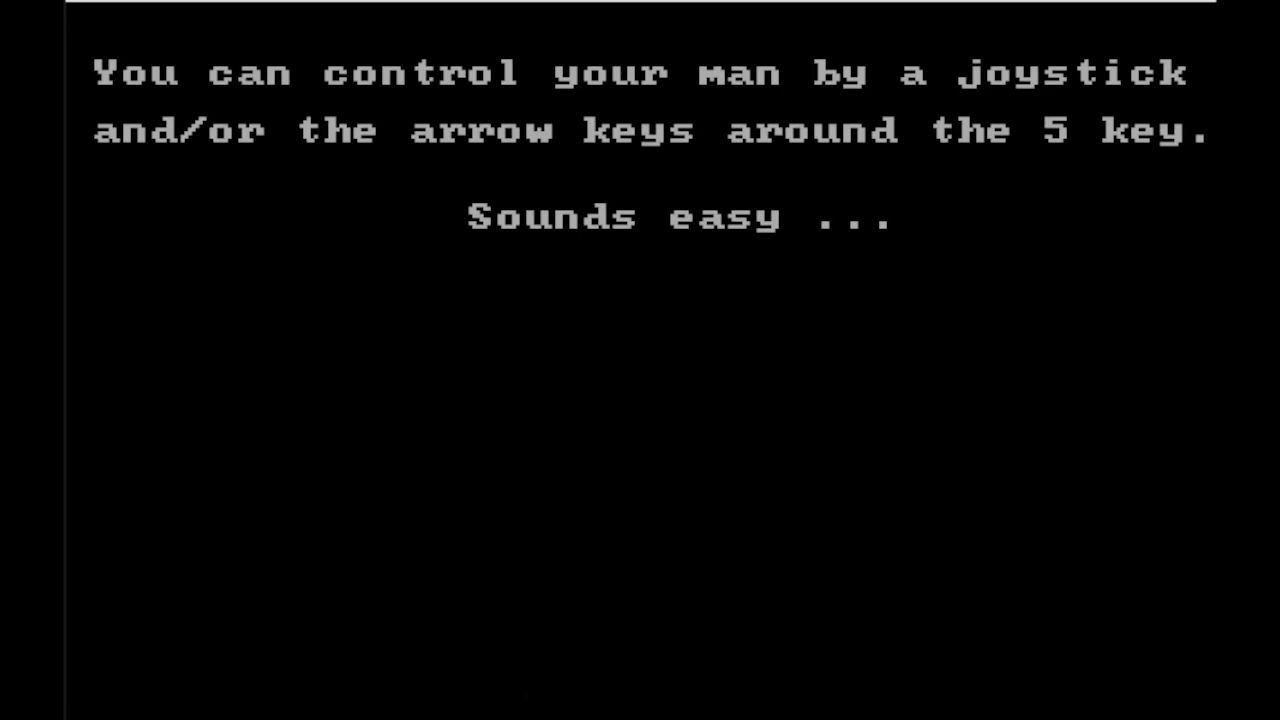 You can control your man by a joystick
and/or the arrow keys around the 5 key.
Sounds easy ...